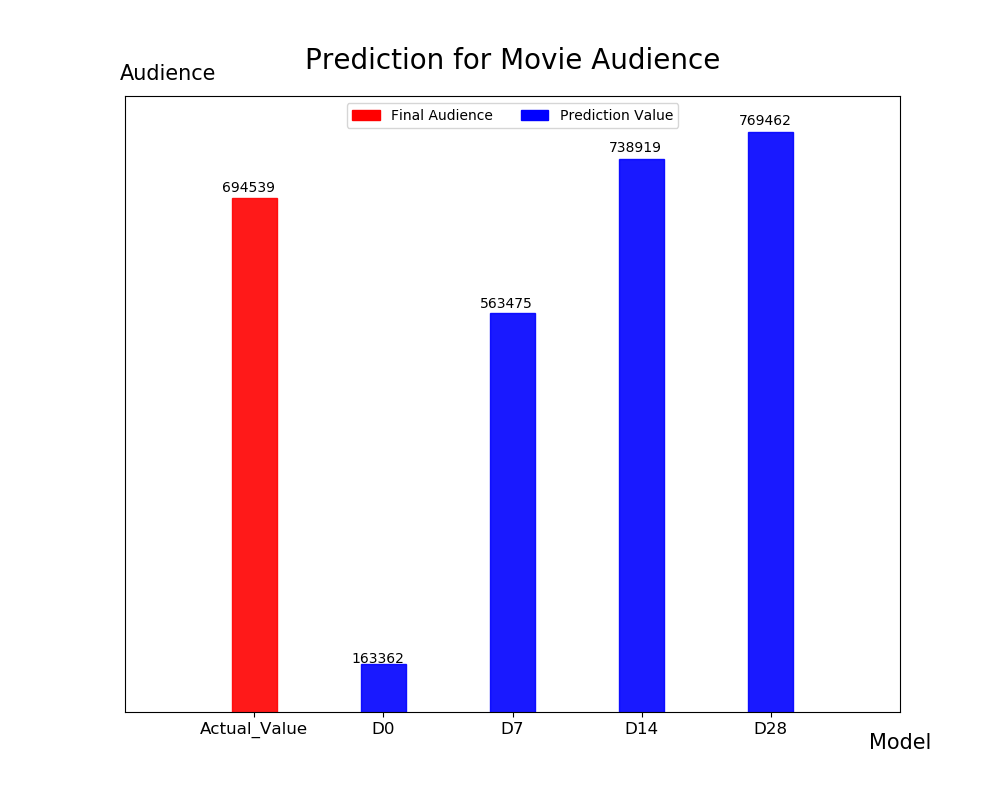 Prediction for Movie Audience
Audience
Final Audience
Prediction Value
694539
163362
563475
738919
769462
Actual_Value
D0
D7
D14
D28
Model